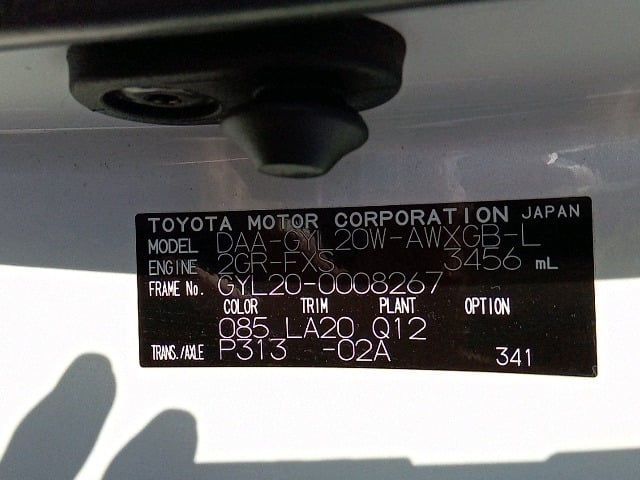 TOYOTA MOTOR CORPORATION JAPAN
MODEL DAA-GYL20W-AWXGB-L
ENGINE 2GR-FXS 3456 mL
FRAME No. GYL20-0008267
COLOR TRIM PLANT OPTION
085 LA20 Q12
TRANS./AXLE P313 -02A 341